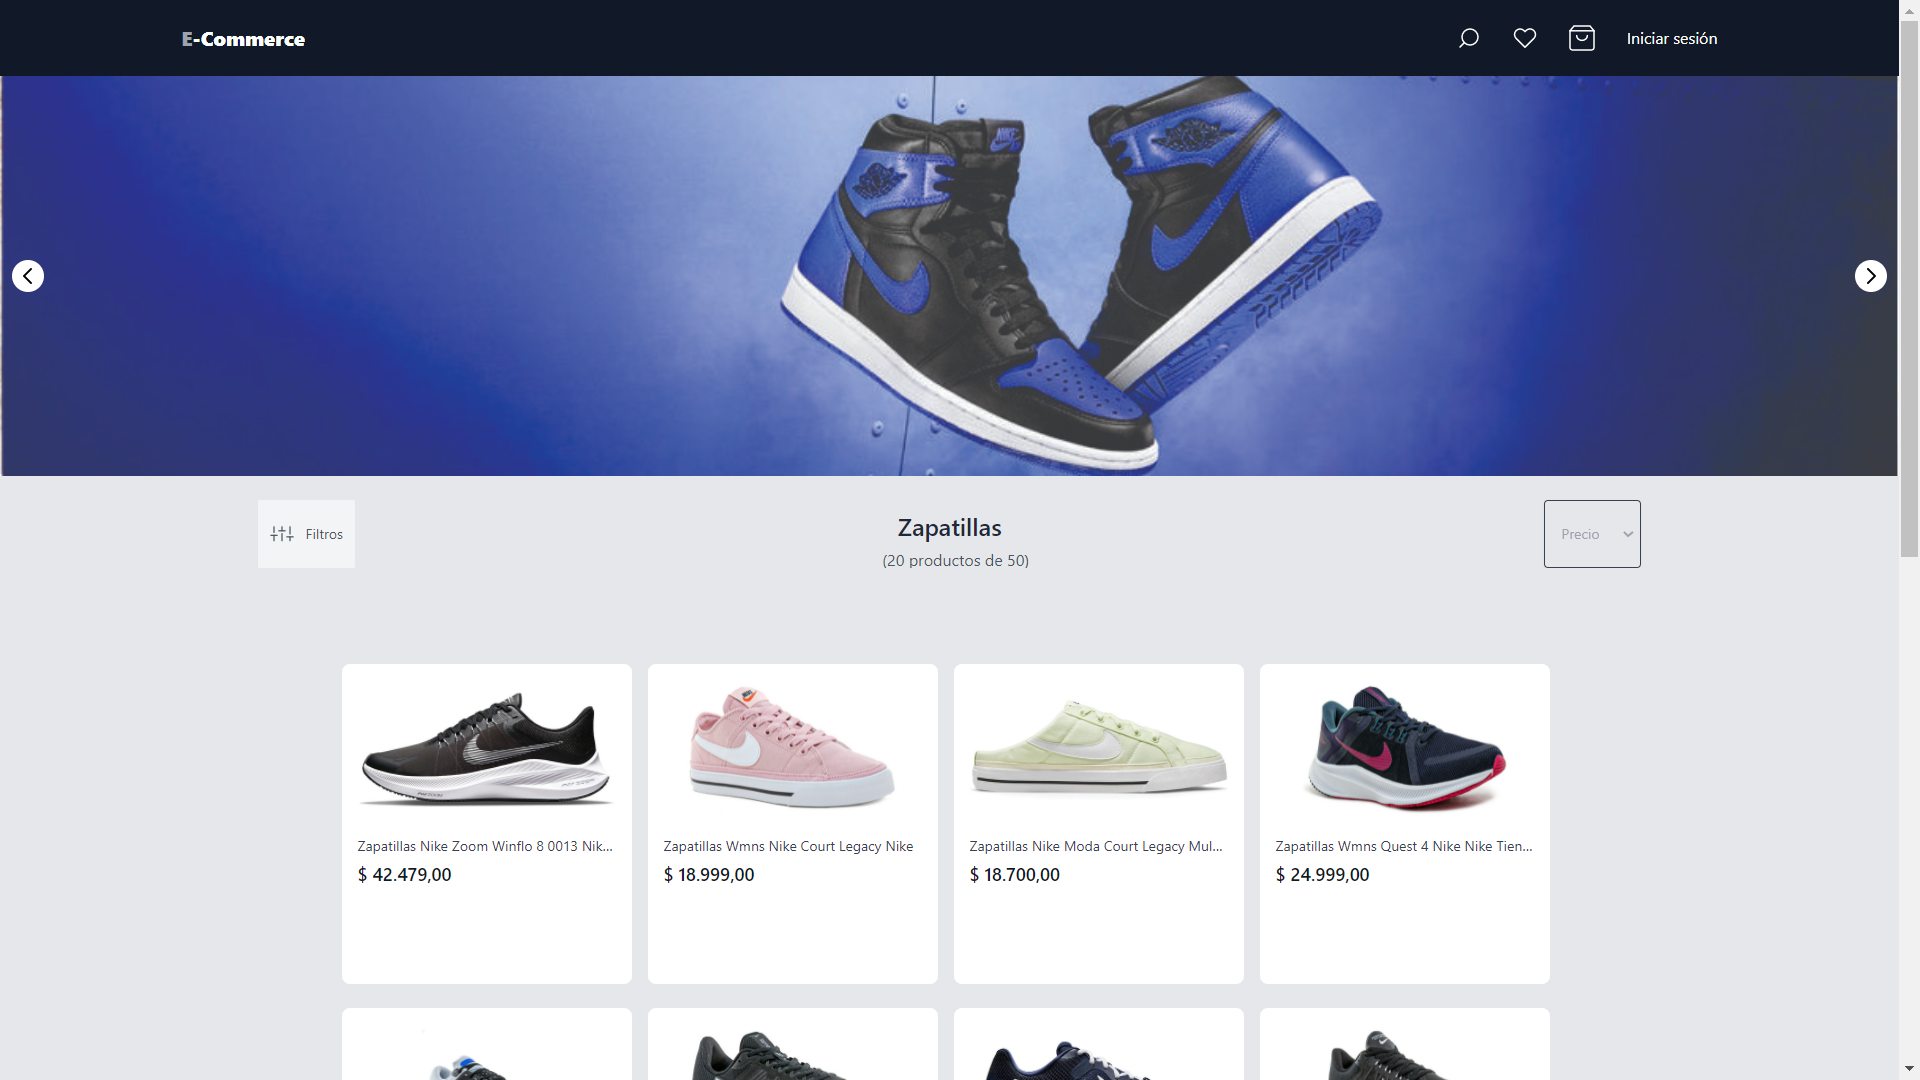 E-Commerce
Iniciar sesión
NIKE
Filtros
Zapatillas
(20 productos de 50)
Precio
Zapatillas Nike Zoom Winflo 8 0013 Nik...
$ 42.479,00
Zapatillas Wmns Nike Court Legacy Nike
$ 18.999,00
Zapatillas Nike Moda Court Legacy Mul...
$ 18.700,00
Zapatillas Wmns Quest 4 Nike Nike Tien...
$ 24.999,00